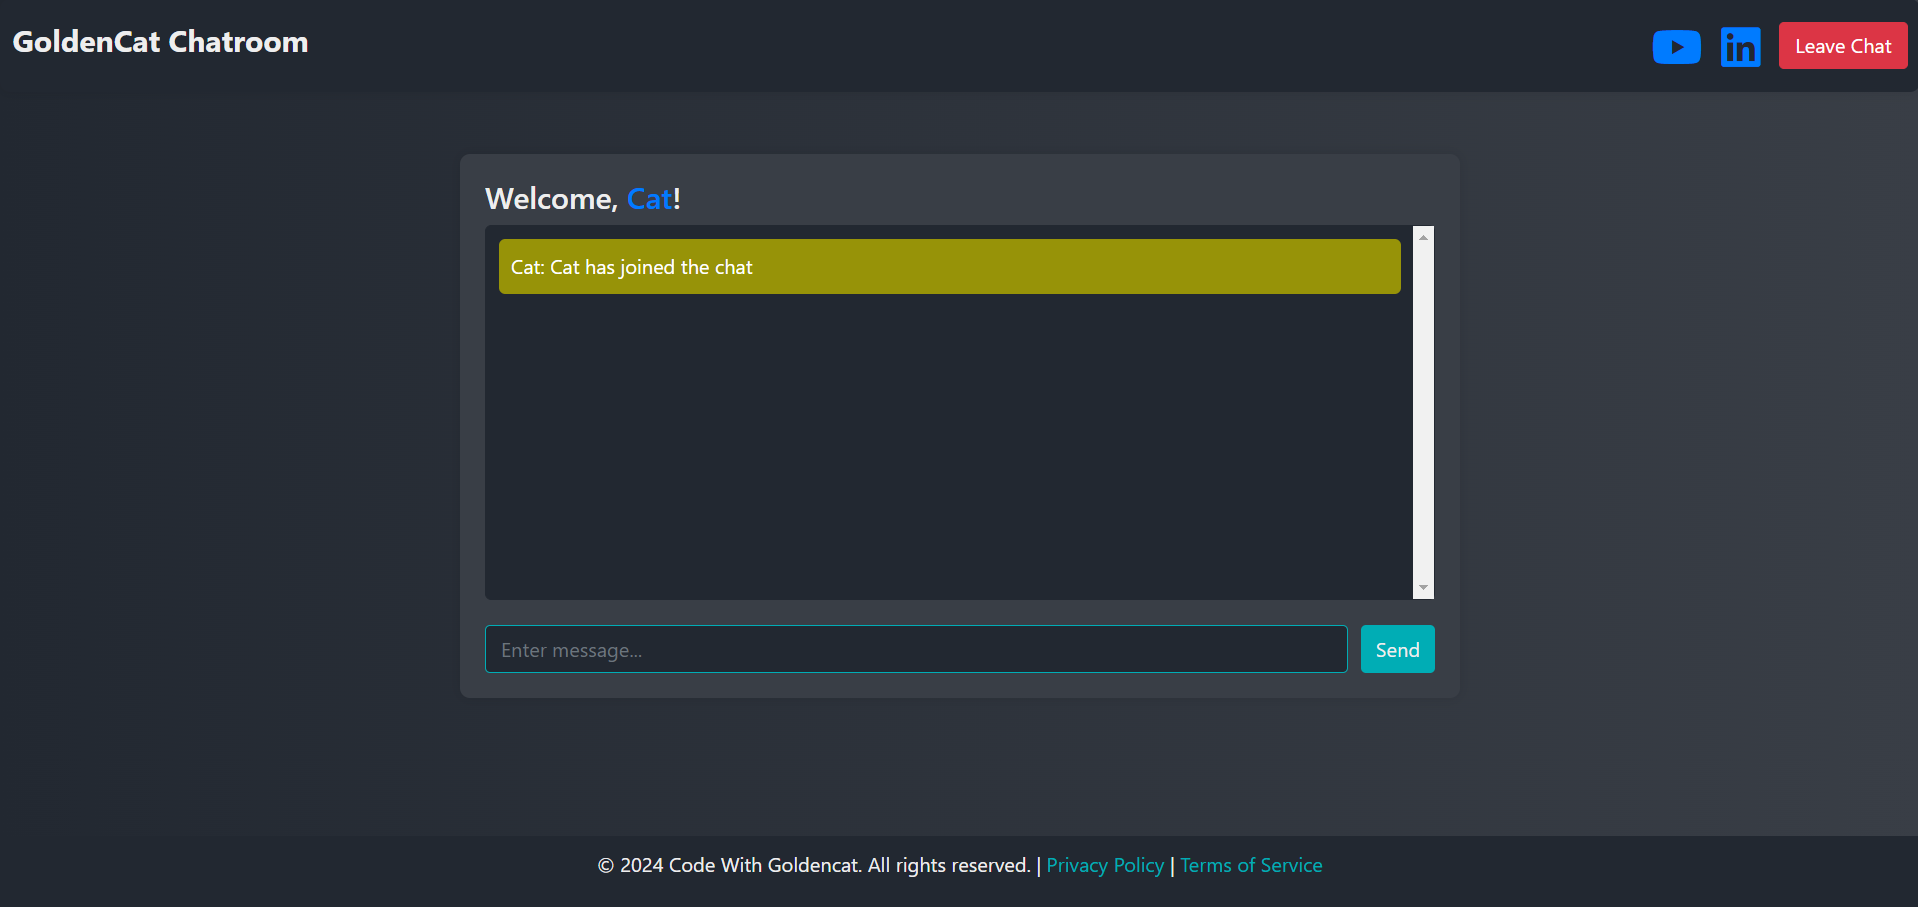 GoldenCat Chatroom
Leave Chat
Welcome, Cat!
Cat: Cat has joined the chat
Enter message...
Send
© 2024 Code With Goldencat. All rights reserved. | Privacy Policy | Terms of Service